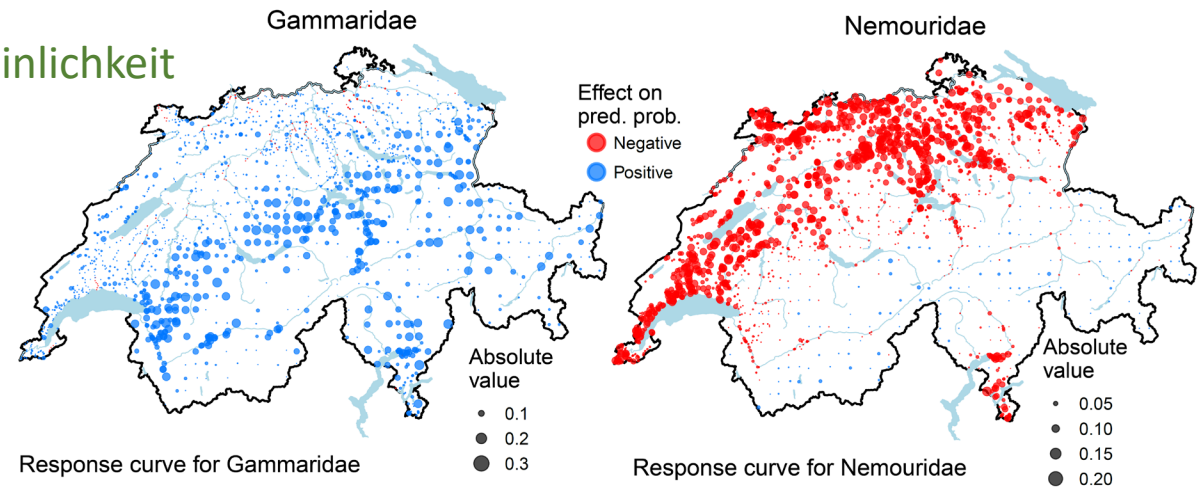 Gammaridae
Nemouridae
inlichkeit
Effect on
pred. prob.
Negative
Positive
Absolute
value
0.1
0.2
0.3
Absolute
value
0.05
0.10
0.15
0.20
Response curve for Gammaridae
Response curve for Nemouridae